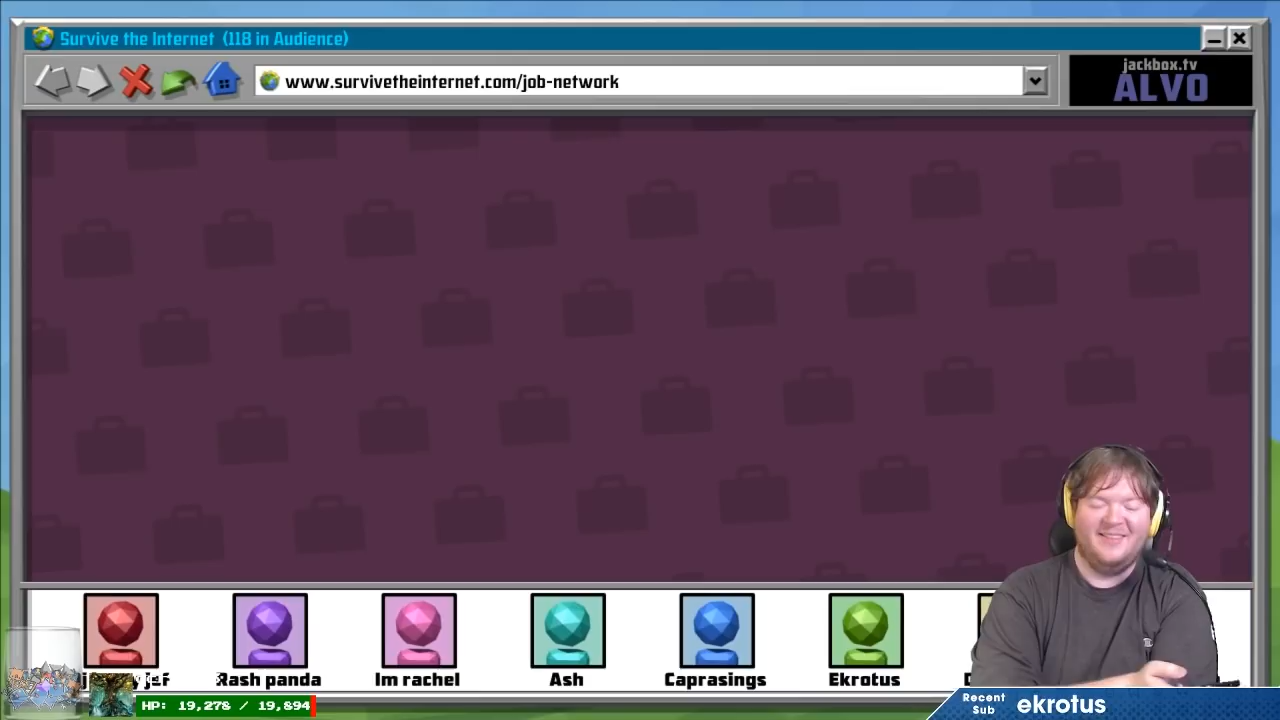 Survive the Internet (118 in Audience)
www.survivetheinternet.com/job-network
jackbox.tv
ALVO
Rash panda
Im rachel
Ash
Caprasings
Ekrotus
HP: 19,278 / 19,894
Recent Sub
ekrotus